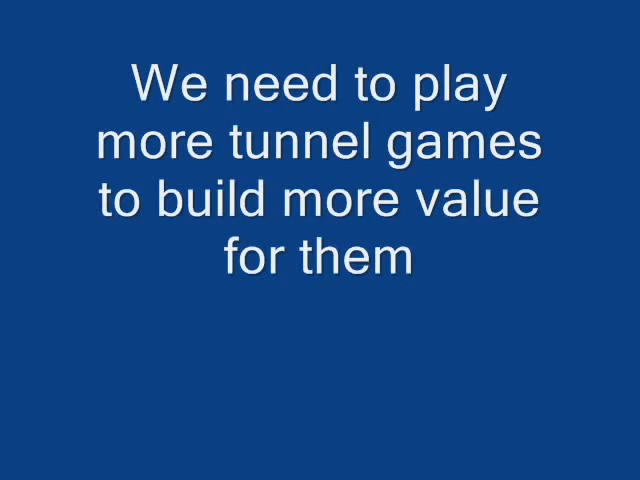 We need to play
more tunnel games
to build more value
for them